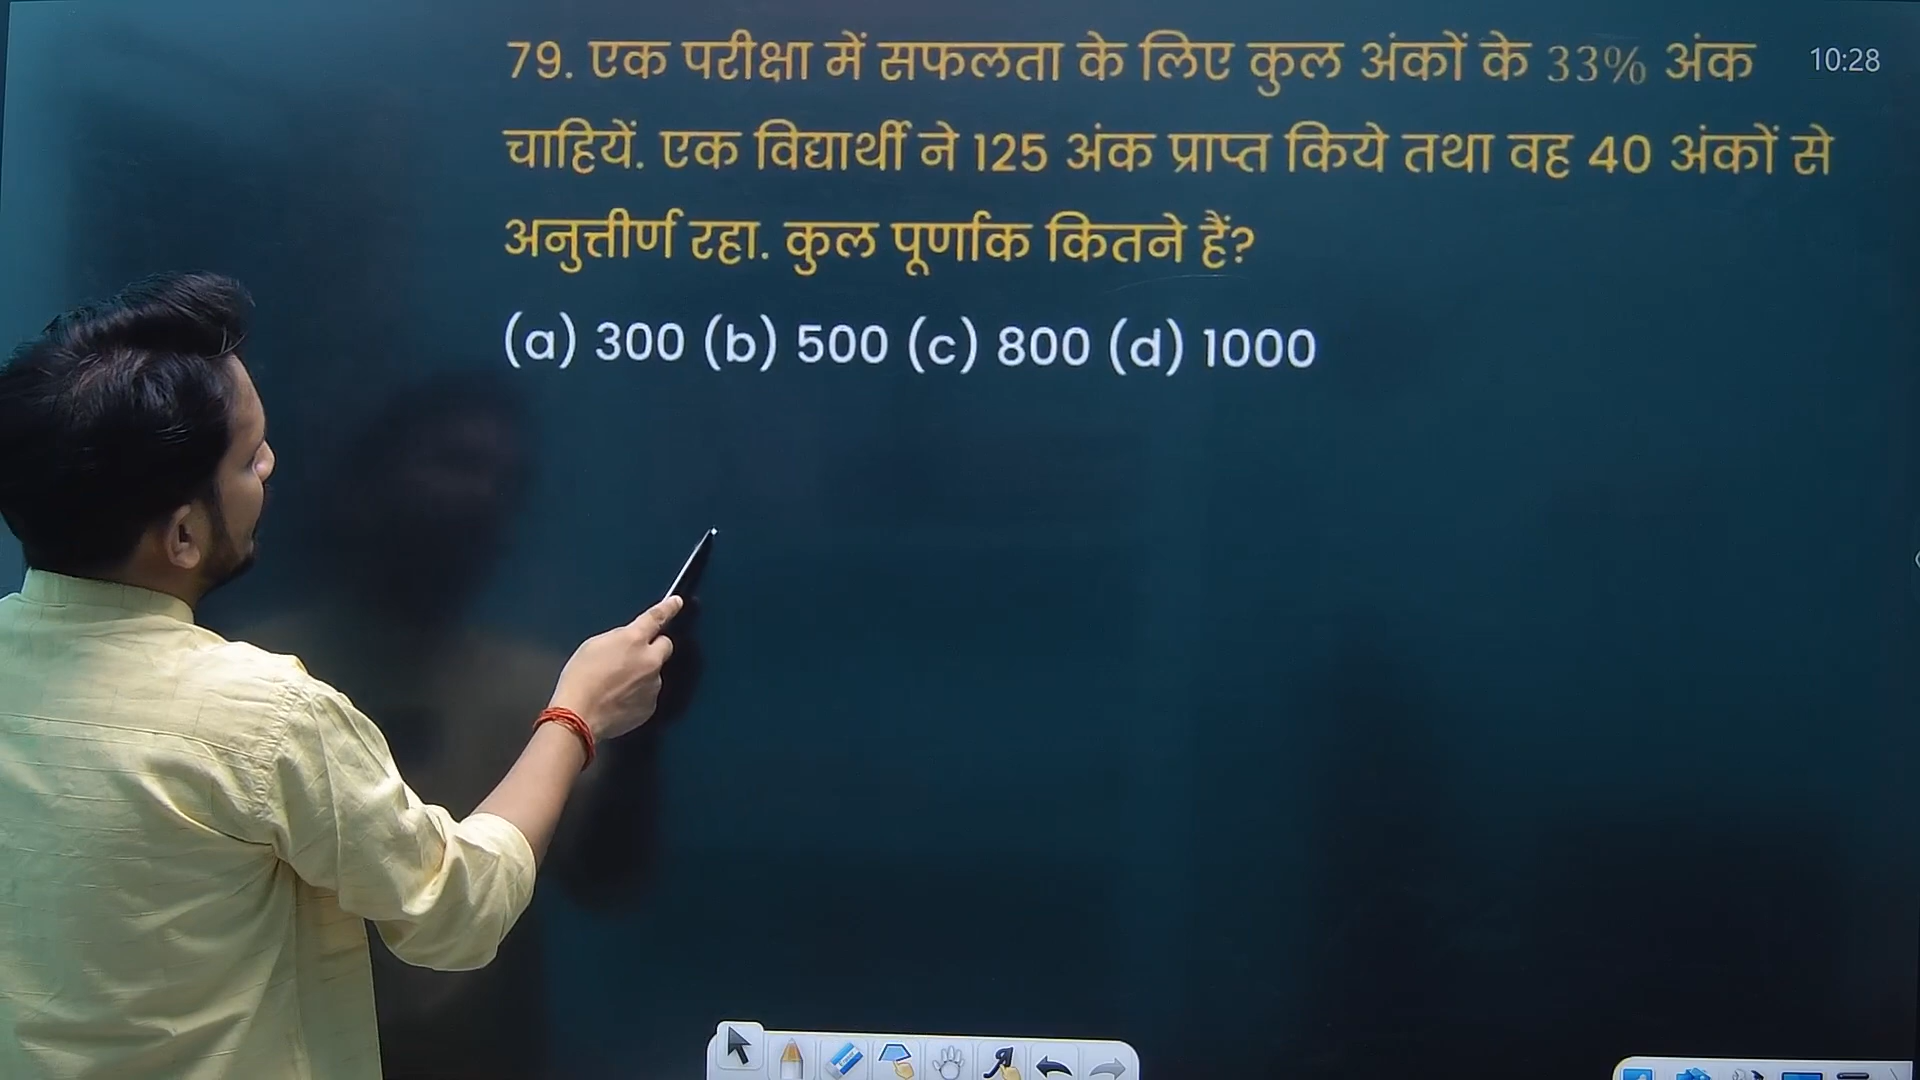 79. एक परीक्षा में सफलता के लिए कुल अंकों के 33% अंक
10:28
चाहियें. एक विद्यार्थी ने 125 अंक प्राप्त किये तथा वह 40 अंकों से
अनुत्तीर्ण रहा. कुल पूर्णाक कितने हैं?
(a) 300 (b) 500 (c) 800 (d) 1000